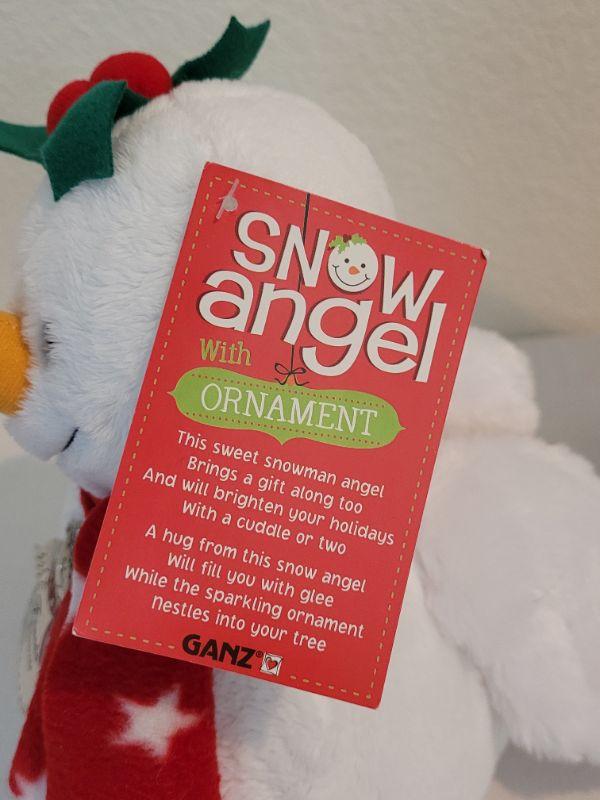 SNOW
angel
With
ORNAMENT
This sweet snowman angel
Brings a gift along too
And will brighten your holidays
With a cuddle or two
A hug from this snow angel
Will fill you with glee
While the sparkling ornament
nestles into your tree
GANZ®